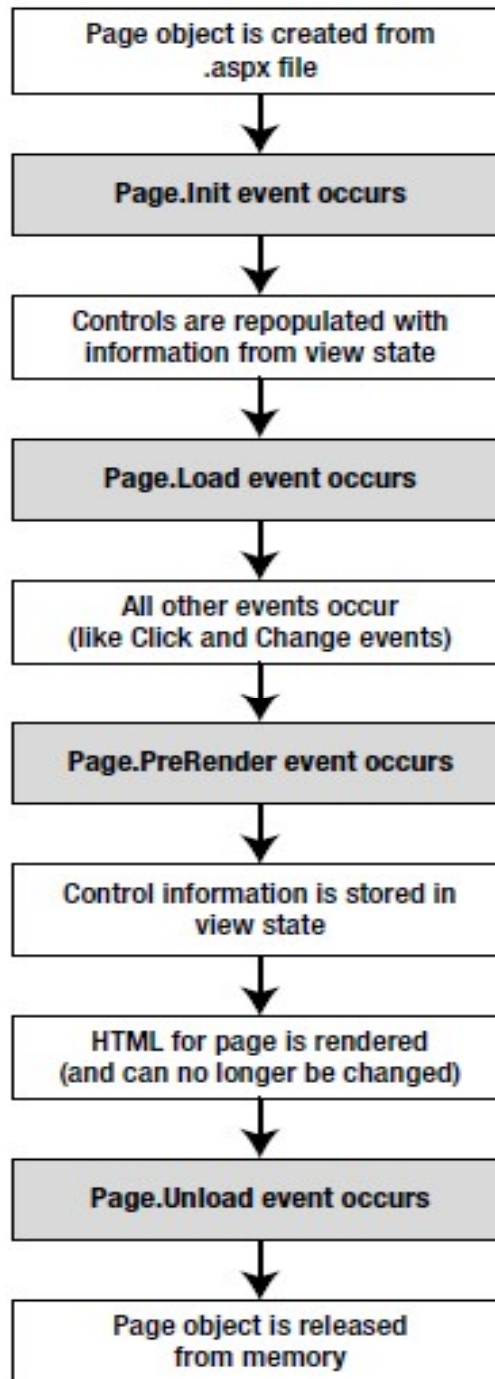 Page object is created from
.aspx file
Page.Init event occurs
Controls are repopulated with
information from view state
Page.Load event occurs
All other events occur
(like Click and Change events)
Page.PreRender event occurs
Control information is stored in
view state
HTML for page is rendered
(and can no longer be changed)
Page.Unload event occurs
Page object is released
from memory